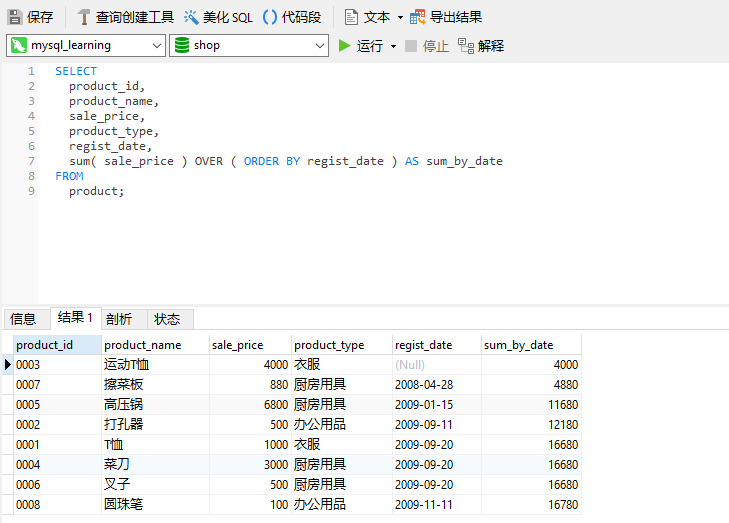 保存 查询创建工具 美化 SQL 代码段 文本 导出结果
mysql_learning shop 运行 停止 解释
1 SELECT
2 product_id,
3 product_name,
4 sale_price,
5 product_type,
6 regist_date,
7 sum( sale_price ) OVER ( ORDER BY regist_date ) AS sum_by_date
8 FROM
9 product;
信息 结果 1 剖析 状态
product_id product_name sale_price product_type regist_date sum_by_date
0003 运动T恤 4000 衣服 (Null) 4000
0007 擦菜板 880 厨房用具 2008-04-28 4880
0005 高压锅 6800 厨房用具 2009-01-15 11680
0002 打孔器 500 办公用品 2009-09-11 12180
0001 T恤 1000 衣服 2009-09-20 16680
0004 菜刀 3000 厨房用具 2009-09-20 16680
0006 叉子 500 厨房用具 2009-09-20 16680
0008 圆珠笔 100 办公用品 2009-11-11 16780